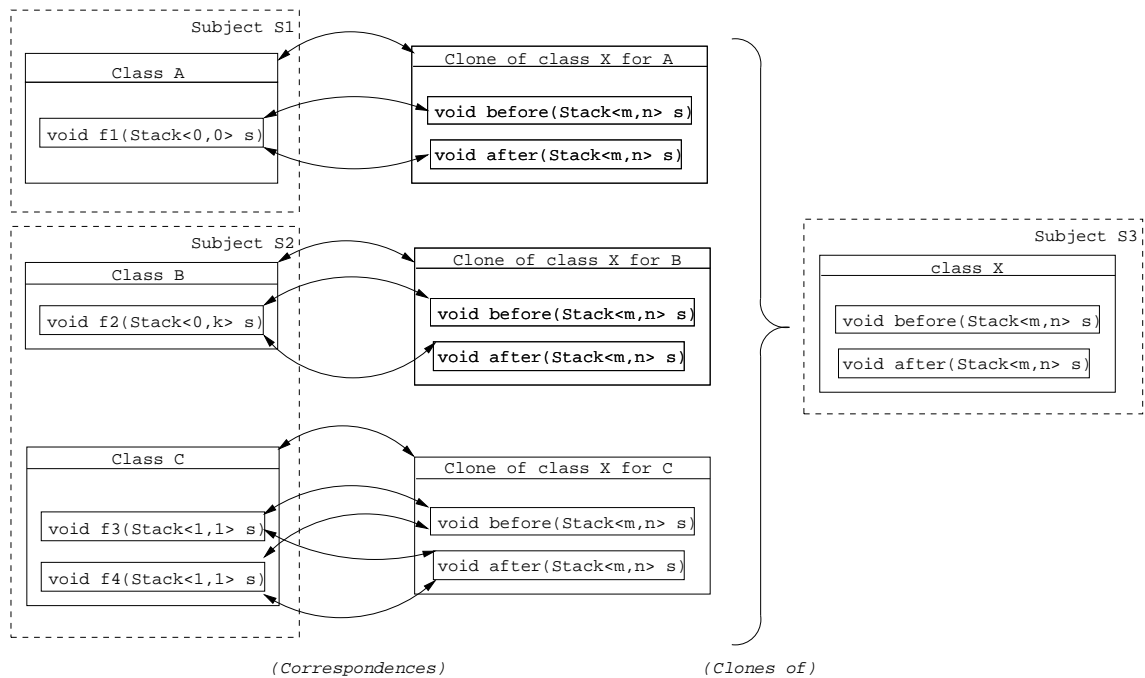 Subject S1
Class A
void f1(Stack<0,0> s)
Clone of class X for A
void before(Stack<m,n> s)
void after(Stack<m,n> s)
Subject S2
Class B
void f2(Stack<0,k> s)
Clone of class X for B
void before(Stack<m,n> s)
void after(Stack<m,n> s)
Class C
void f3(Stack<1,1> s)
void f4(Stack<1,1> s)
Clone of class X for C
void before(Stack<m,n> s)
void after(Stack<m,n> s)
Subject S3
class X
void before(Stack<m,n> s)
void after(Stack<m,n> s)
(Correspondences)
(Clones of)